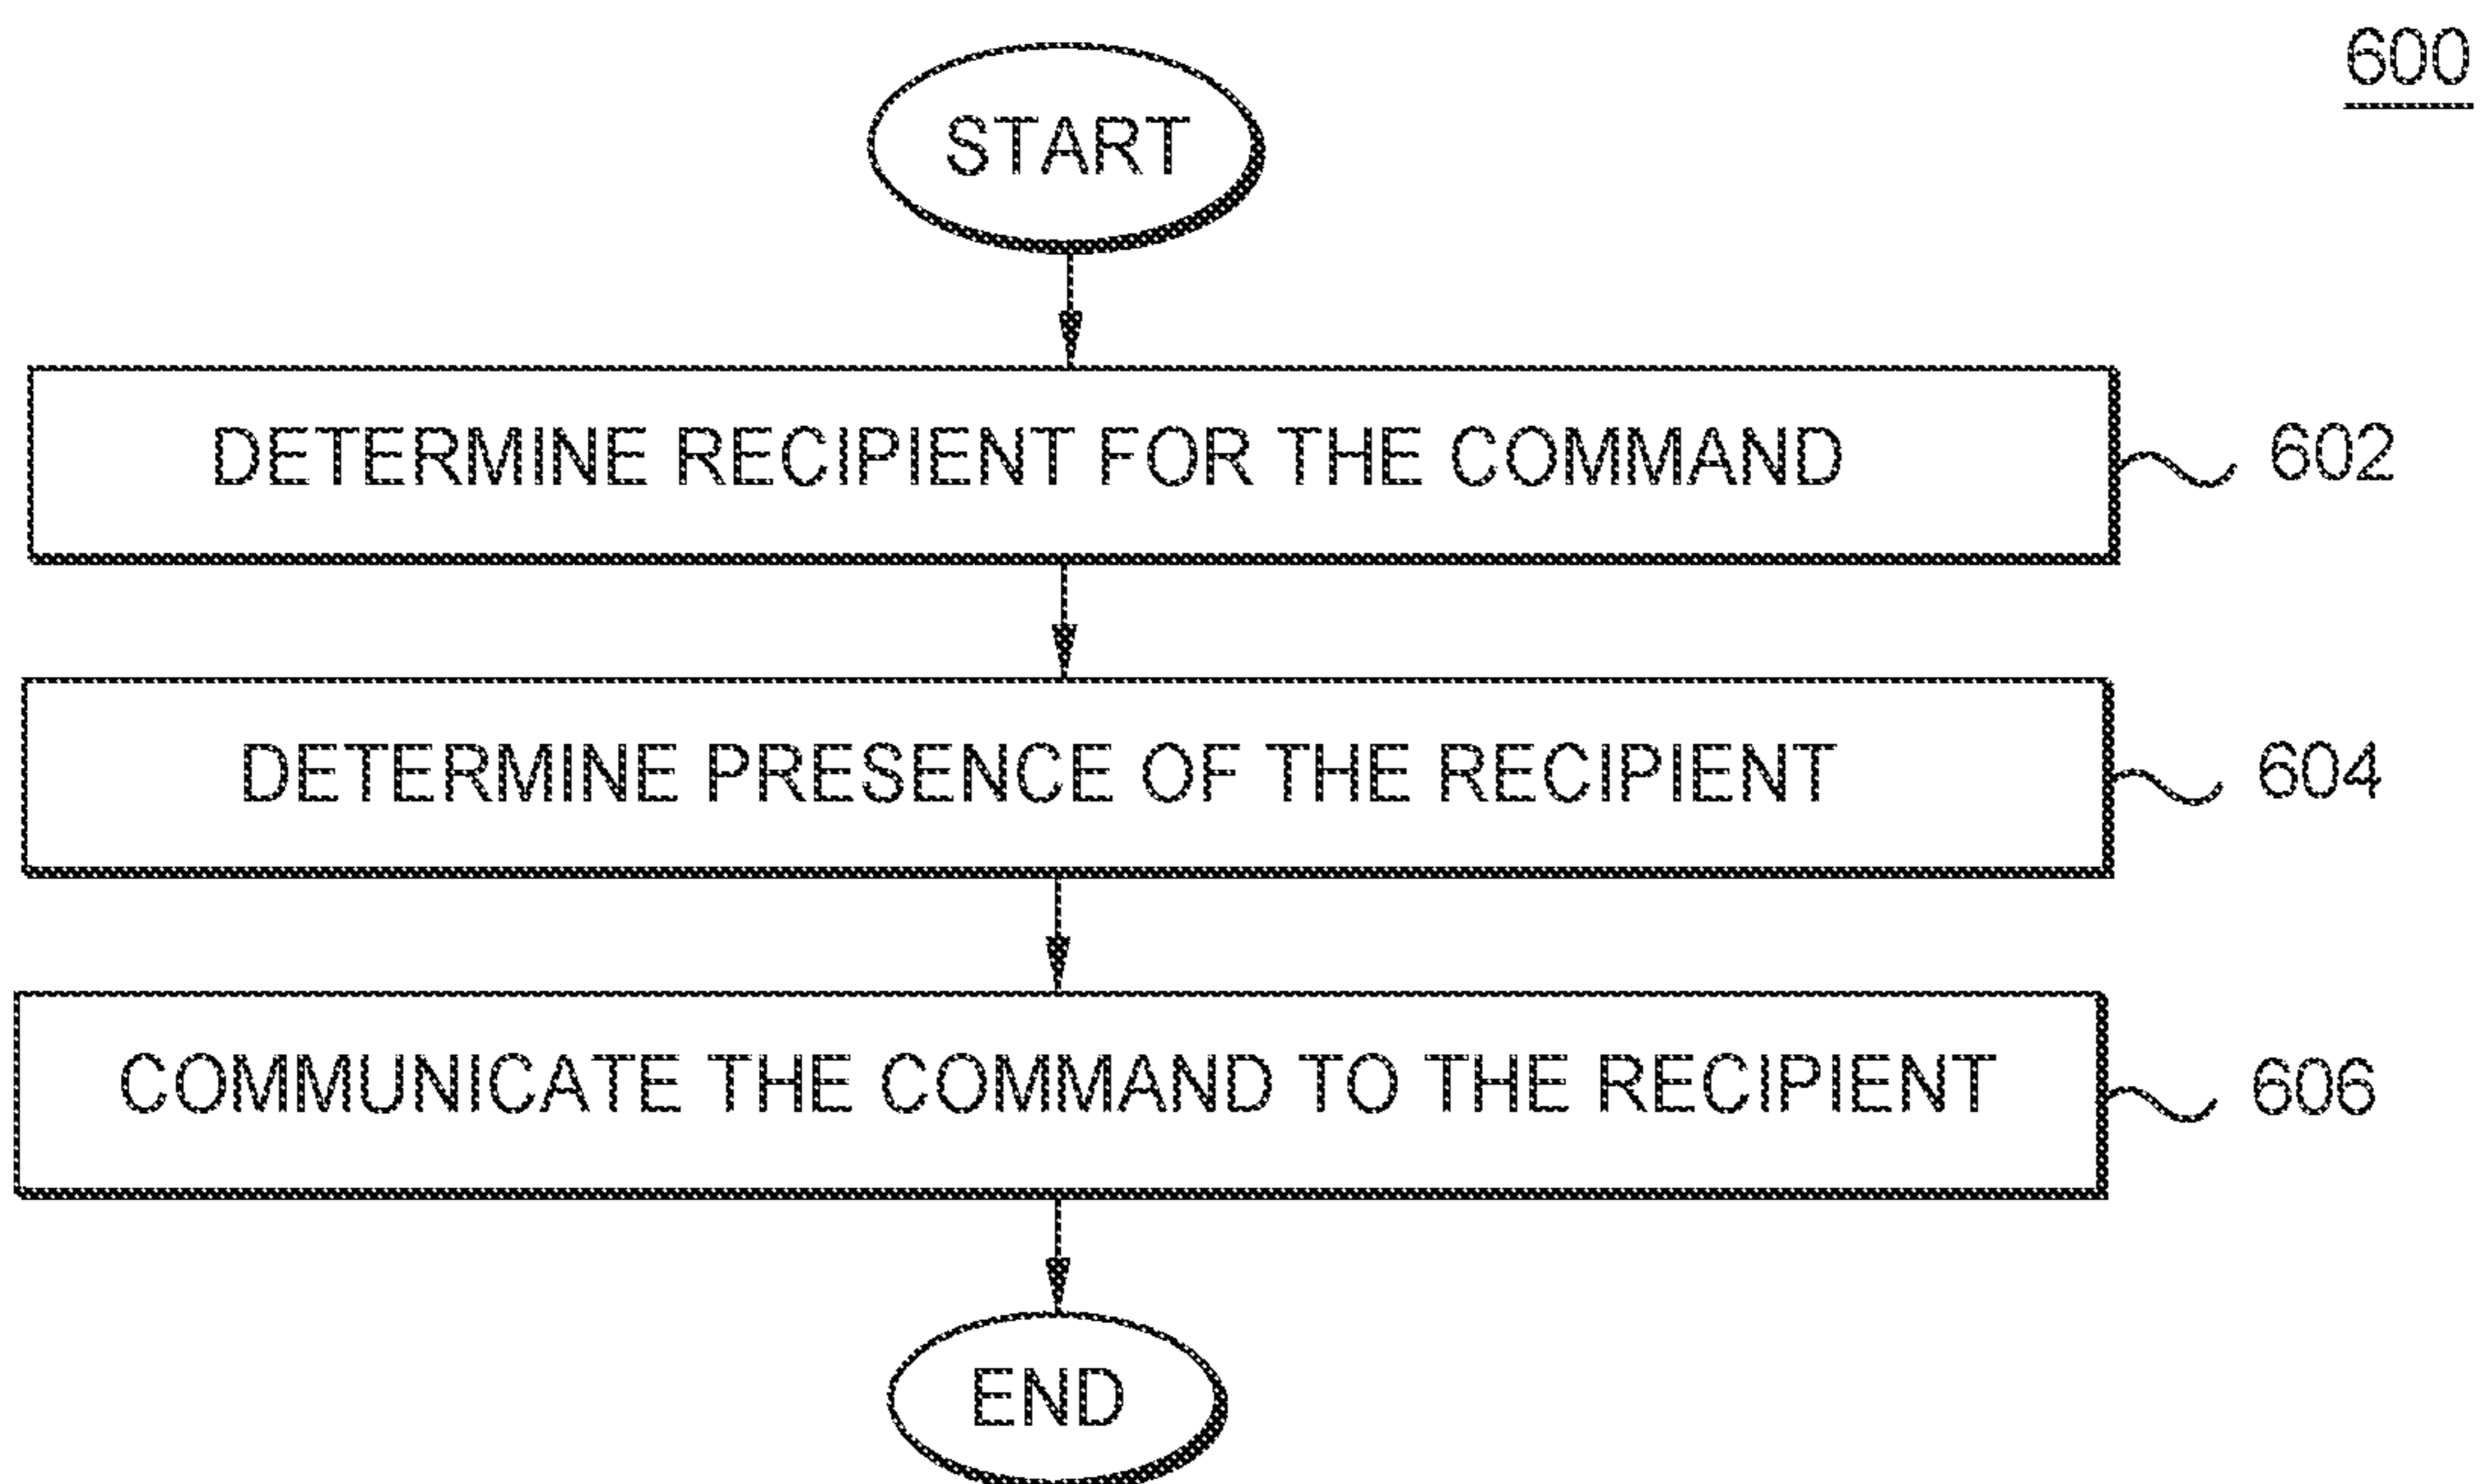 600
START
DETERMINE RECIPIENT FOR THE COMMAND
602
DETERMINE PRESENCE OF THE RECIPIENT
604
COMMUNICATE THE COMMAND TO THE RECIPIENT
606
END